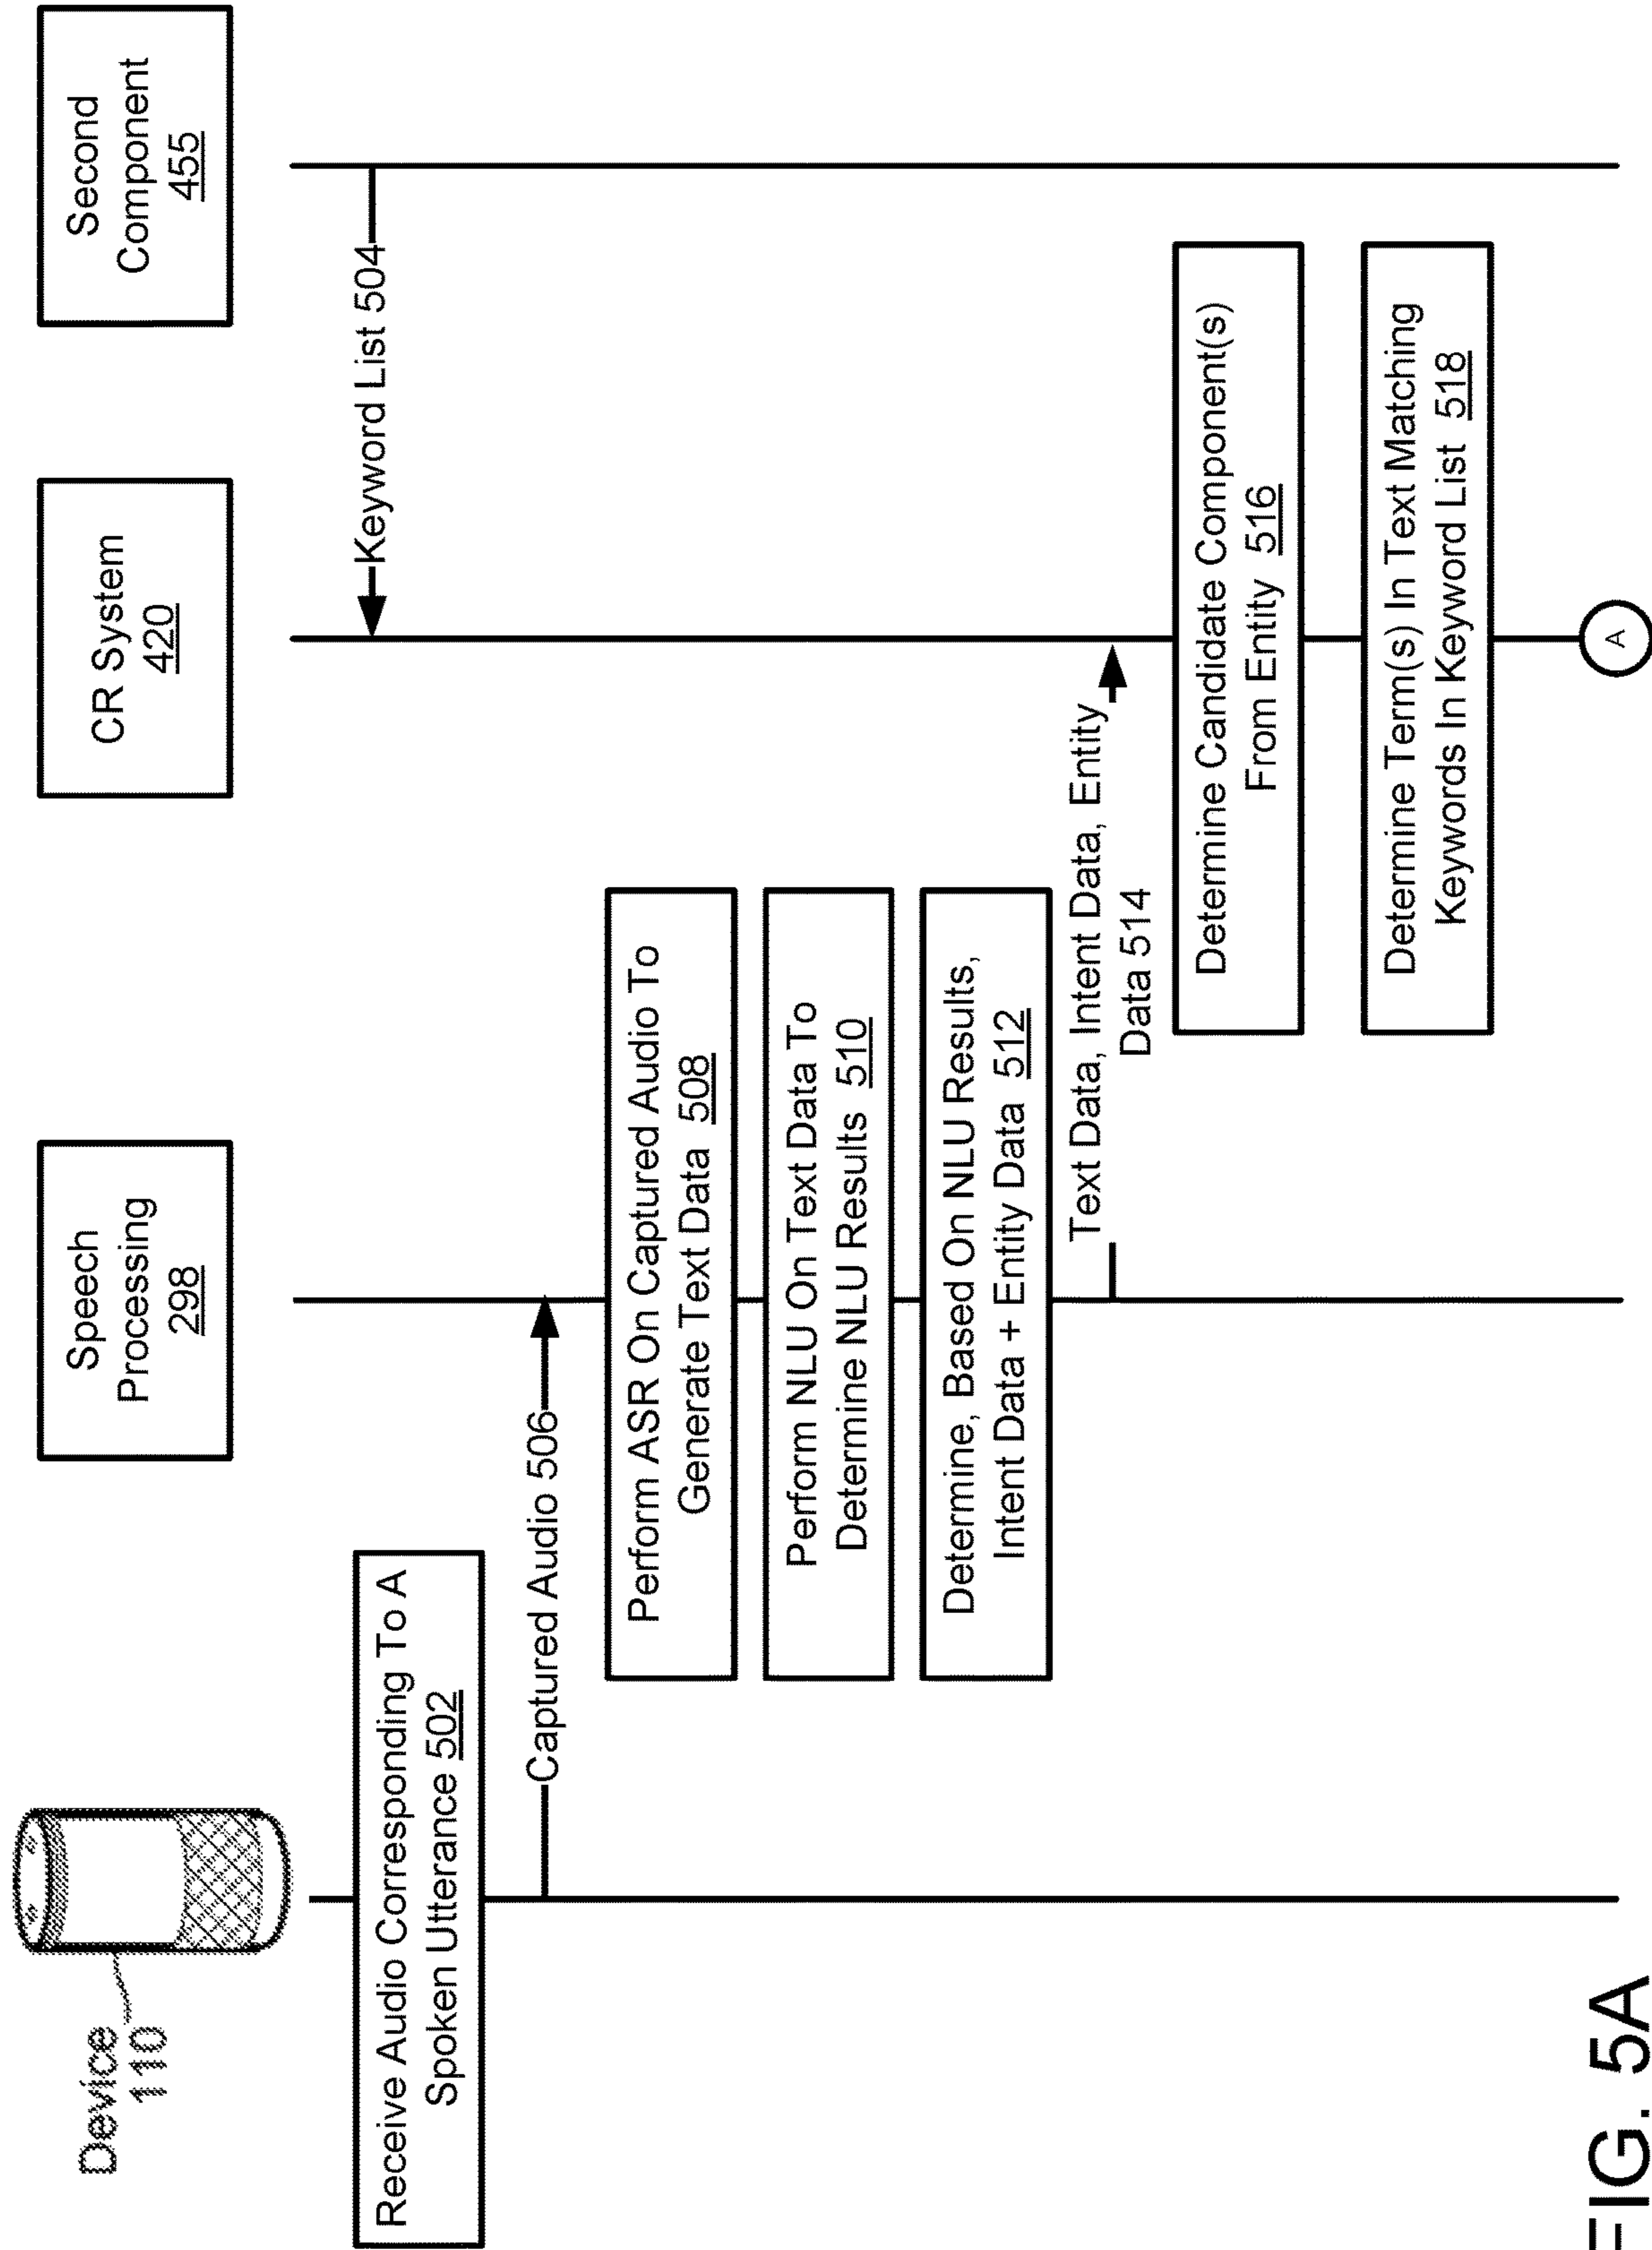 Device
110
Speech
Processing
298
CR System
420
Second
Component
455
Receive Audio Corresponding To A
Spoken Utterance 502
Keyword List 504
Captured Audio 506
Perform ASR On Captured Audio To
Generate Text Data 508
Perform NLU On Text Data To
Determine NLU Results 510
Determine, Based On NLU Results,
Intent Data + Entity Data 512
Text Data, Intent Data, Entity
Data 514
Determine Candidate Component(s)
From Entity 516
Determine Term(s) In Text Matching
Keywords In Keyword List 518
A
FIG. 5A